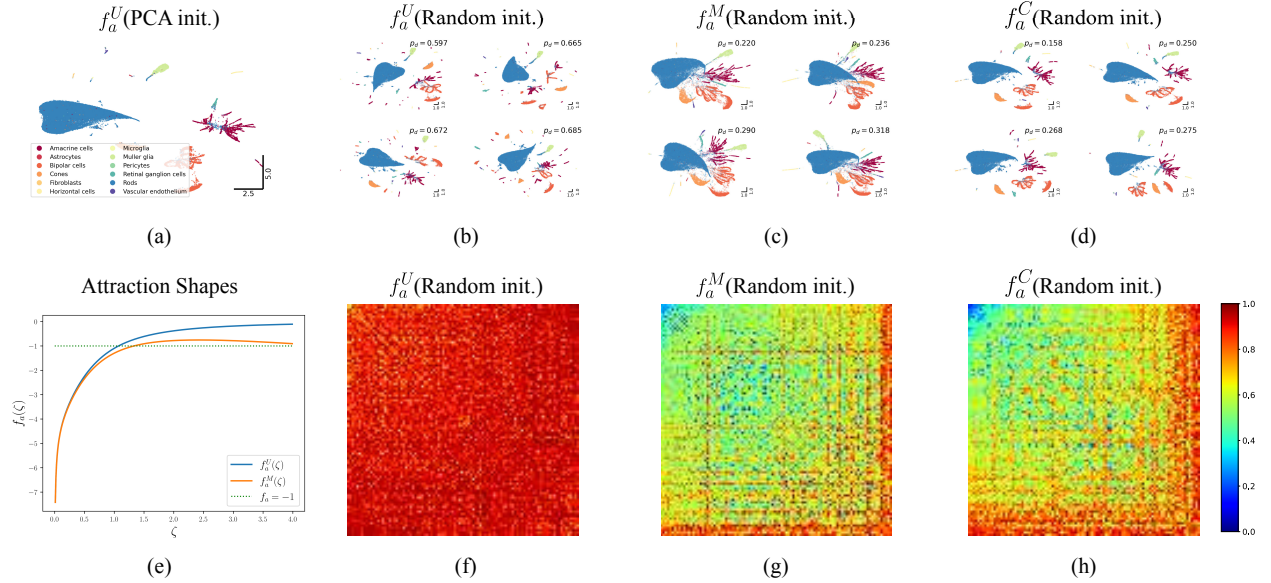 f_a^U(PCA init.)
f_a^U(Random init.)
f_a^M(Random init.)
f_a^C(Random init.)
p_d = 0.597
p_d = 0.665
p_d = 0.220
p_d = 0.236
p_d = 0.158
p_d = 0.250
p_d = 0.672
p_d = 0.685
p_d = 0.290
p_d = 0.318
p_d = 0.268
p_d = 0.275
Amacrine cells
Astrocytes
Bipolar cells
Cones
Fibroblasts
Horizontal cells
Microglia
Muller glia
Pericytes
Retinal ganglion cells
Rods
Vascular endothelium
5.0
2.5
(a)
(b)
(c)
(d)
Attraction Shapes
f_a^U(Random init.)
f_a^M(Random init.)
f_a^C(Random init.)
0
−1
−2
−3
−4
−5
−6
−7
f_a(ζ)
f_a^U(ζ)
f_a^M(ζ)
f_a = −1
0.0 0.5 1.0 1.5 2.0 2.5 3.0 3.5 4.0
ζ
1.0
0.8
0.6
0.4
0.2
0.0
(e)
(f)
(g)
(h)